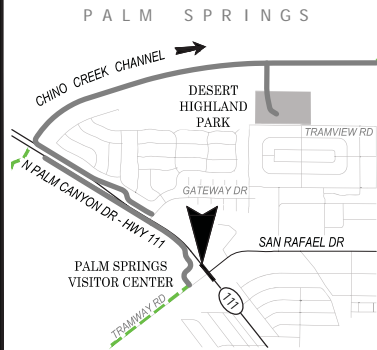 PALM SPRINGS
CHINO CREEK CHANNEL
DESERT
HIGHLAND
PARK
TRAMVIEW RD
N PALM CANYON DR - HWY 111
GATEWAY DR
SAN RAFAEL DR
PALM SPRINGS
VISITOR CENTER
111
TRAMWAY RD